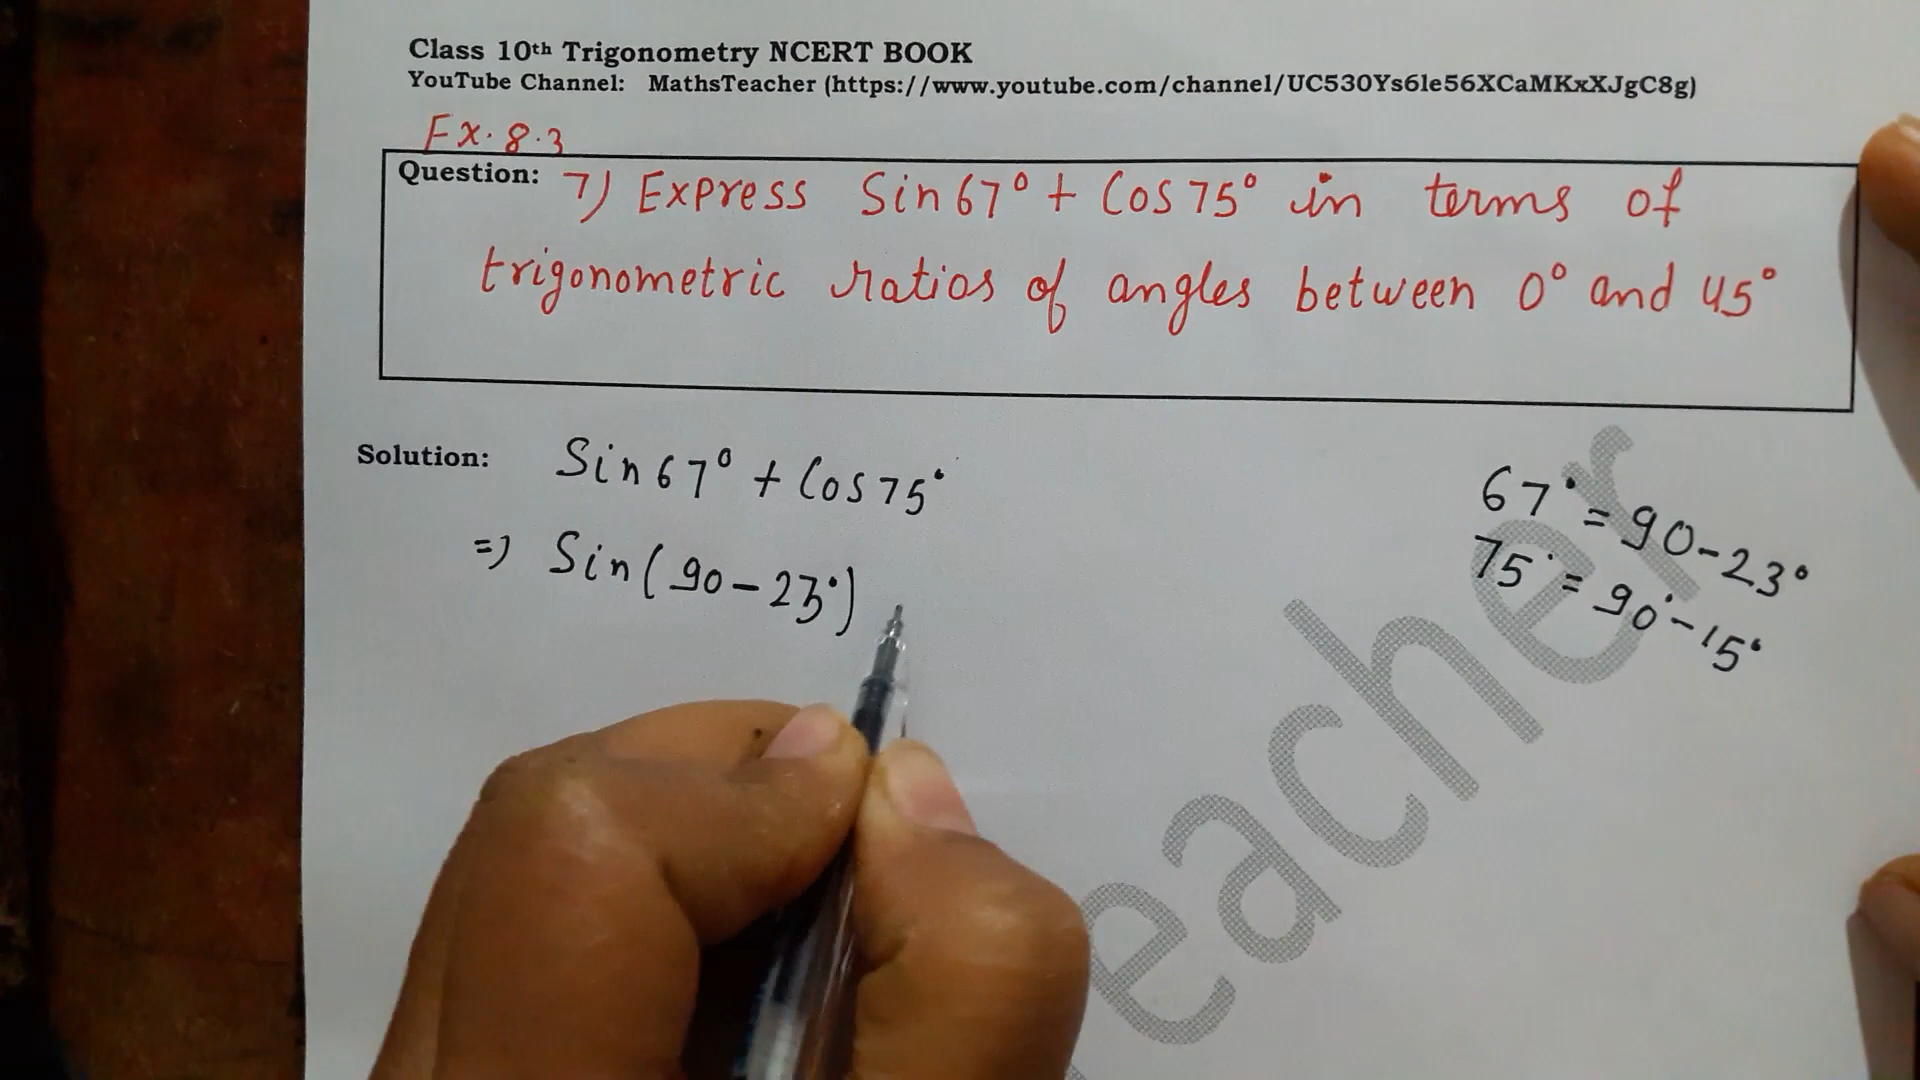 Class 10th Trigonometry NCERT BOOK
YouTube Channel: MathsTeacher (https://www.youtube.com/channel/UC530Ys6le56XCaMKxXJgC8g)
Ex. 8.3
Question: 7) Express Sin 67° + Cos 75° in terms of
trigonometric ratios of angles between 0° and 45°
Solution: Sin 67° + Cos 75°
=) Sin (90 - 23°)
67° = 90 - 23°
75° = 90° - 15°
eacher